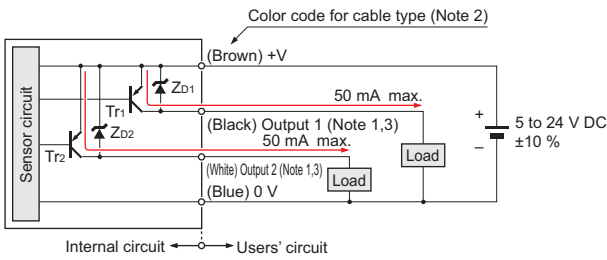 Color code for cable type (Note 2)
(Brown) +V
Sensor circuit
ZD1
Tr1
50 mA max.
(Black) Output 1 (Note 1,3)
50 mA max.
ZD2
Tr2
+
–
5 to 24 V DC
±10 %
Load
(White) Output 2 (Note 1,3)
Load
(Blue) 0 V
Internal circuit
Users' circuit